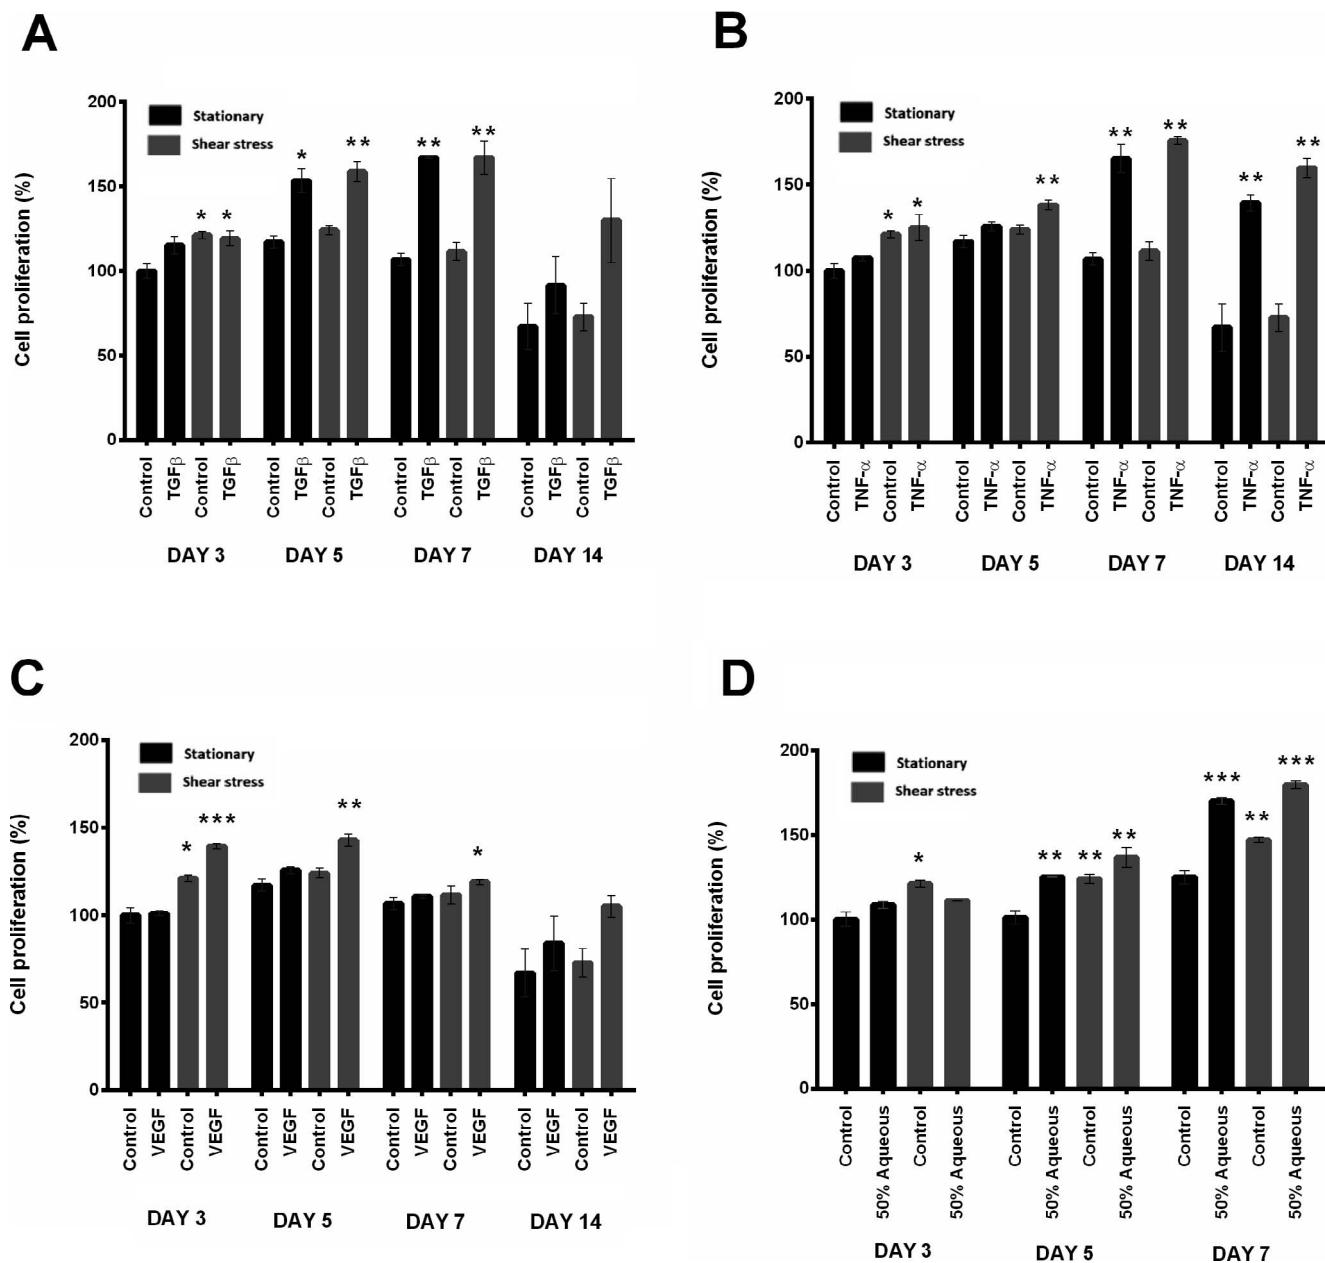 A
Cell proliferation (%)
200
150
100
50
0
Stationary
Shear stress
* * * ** ** **
Control TGFβ Control TGFβ Control TGFβ Control TGFβ Control TGFβ Control TGFβ Control TGFβ Control TGFβ
DAY 3 DAY 5 DAY 7 DAY 14
B
Cell proliferation (%)
200
150
100
50
0
Stationary
Shear stress
* * ** ** ** ** **
Control TNF-α Control TNF-α Control TNF-α Control TNF-α Control TNF-α Control TNF-α Control TNF-α Control TNF-α
DAY 3 DAY 5 DAY 7 DAY 14
C
Cell proliferation (%)
200
150
100
50
0
Stationary
Shear stress
* *** ** *
Control VEGF Control VEGF Control VEGF Control VEGF Control VEGF Control VEGF Control VEGF Control VEGF
DAY 3 DAY 5 DAY 7 DAY 14
D
Cell proliferation (%)
200
150
100
50
0
Stationary
Shear stress
* ** ** ** *** ** ***
Control 50% Aqueous Control 50% Aqueous Control 50% Aqueous Control 50% Aqueous Control 50% Aqueous Control 50% Aqueous
DAY 3 DAY 5 DAY 7